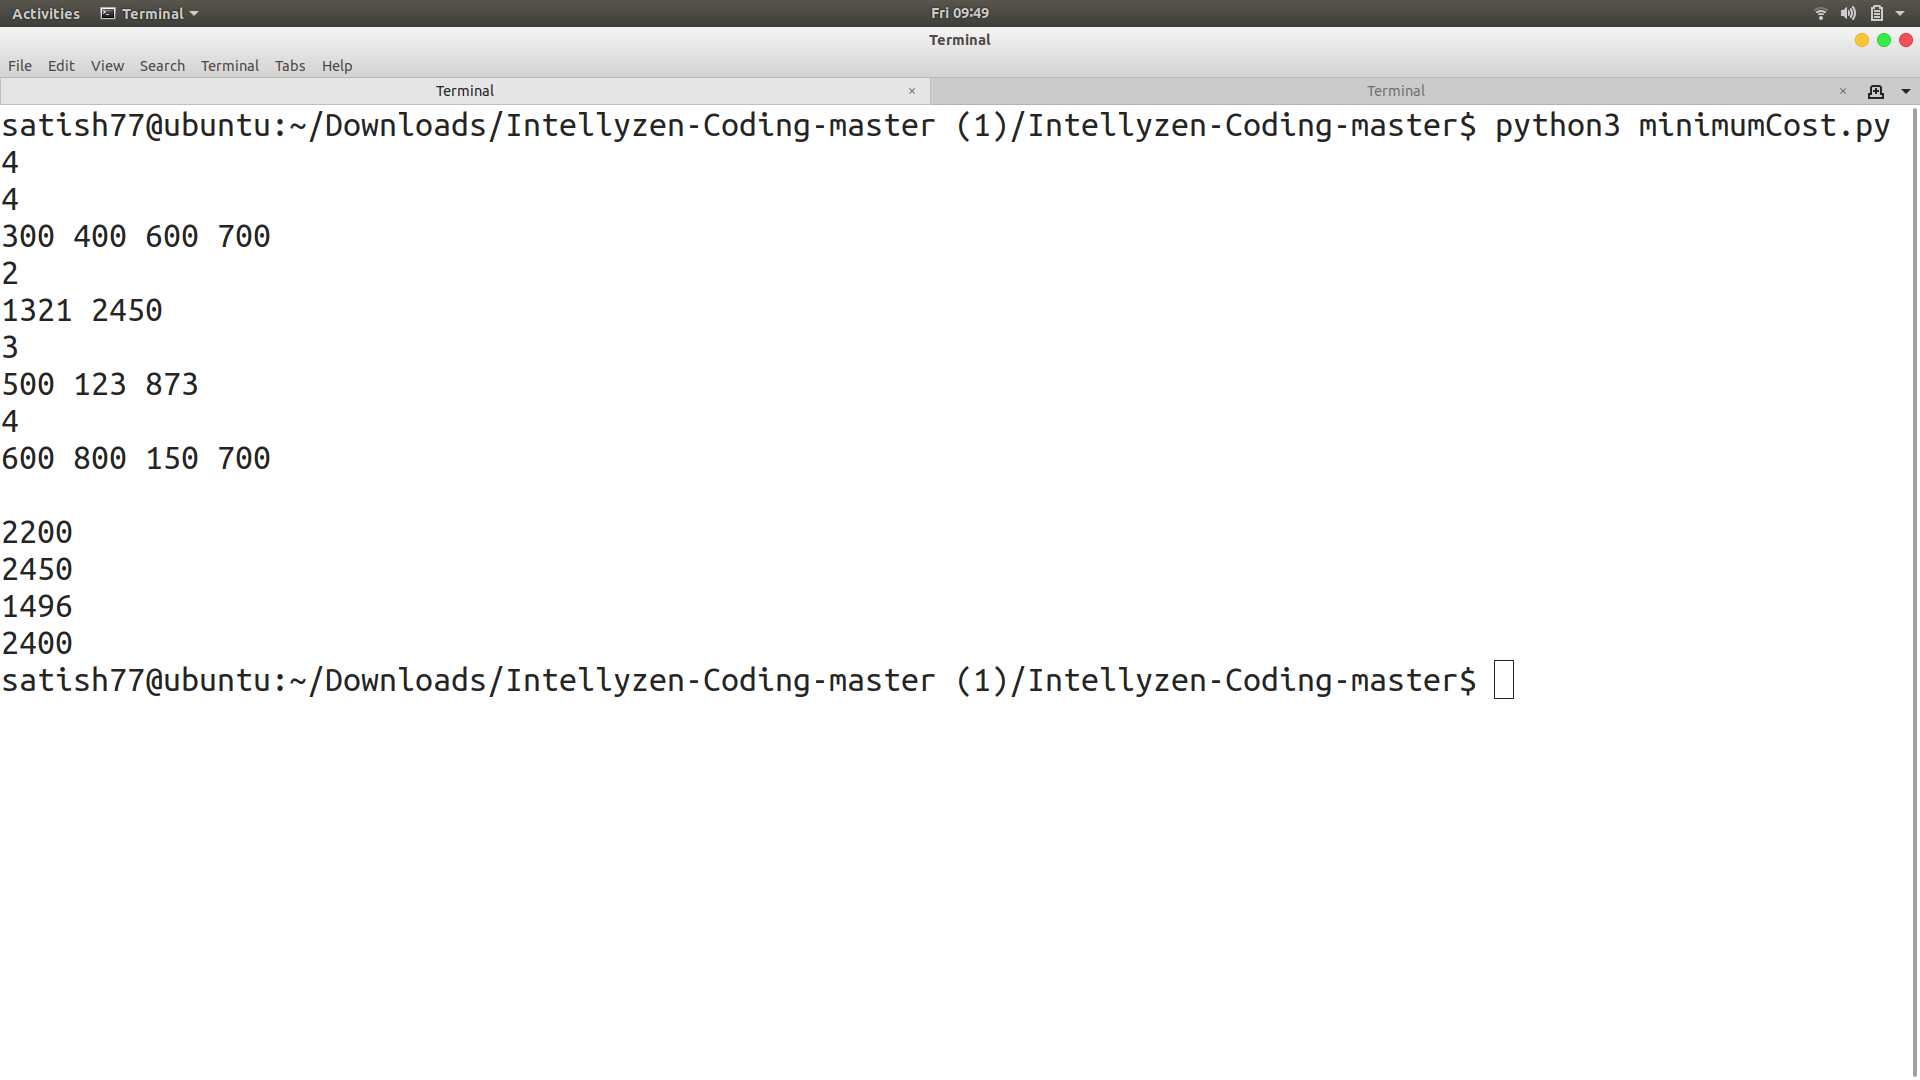 Activities Terminal Fri 09:49
Terminal
File Edit View Search Terminal Tabs Help
Terminal × Terminal ×
satish77@ubuntu:~/Downloads/Intellyzen-Coding-master (1)/Intellyzen-Coding-master$ python3 minimumCost.py
4
4
300 400 600 700
2
1321 2450
3
500 123 873
4
600 800 150 700
2200
2450
1496
2400
satish77@ubuntu:~/Downloads/Intellyzen-Coding-master (1)/Intellyzen-Coding-master$